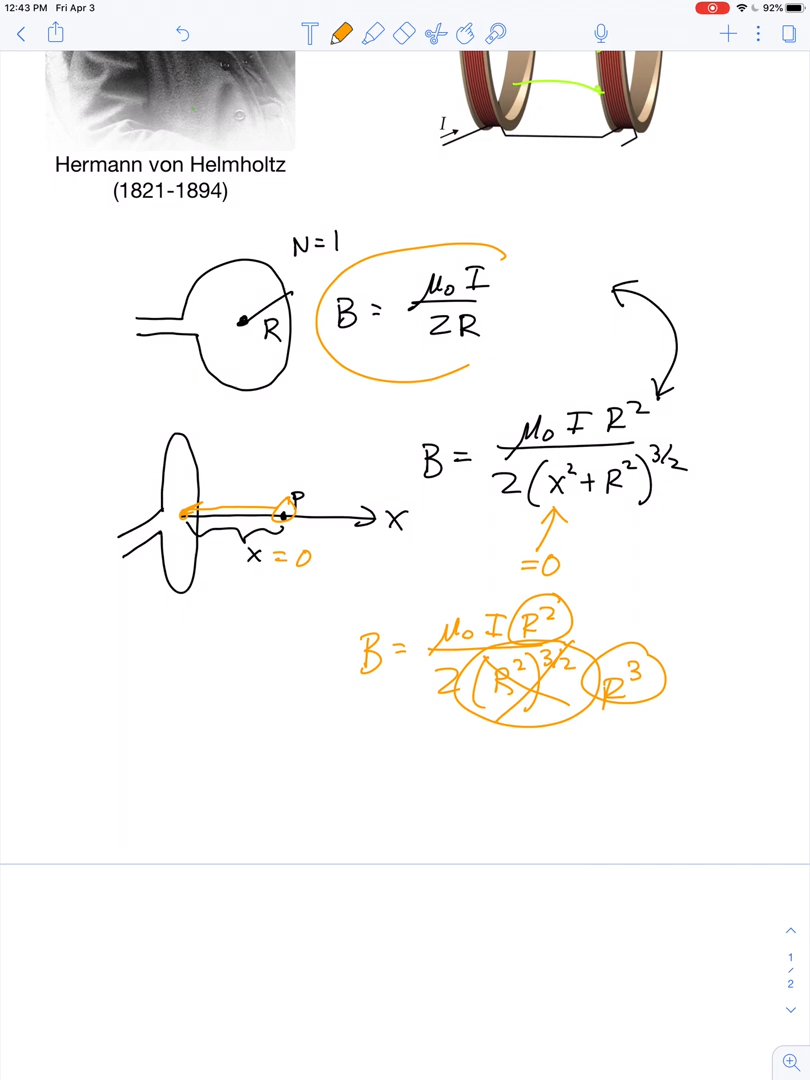 12:43 PM Fri Apr 3 92%
T
I
Hermann von Helmholtz
(1821-1894)
N=1
R
B = μ₀ I / 2R
B = μ₀ I R² / 2(x²+R²)^3/2
P
X
x = 0
=0
B = μ₀ I R² / 2(R²)^3/2 R³
1
/
2